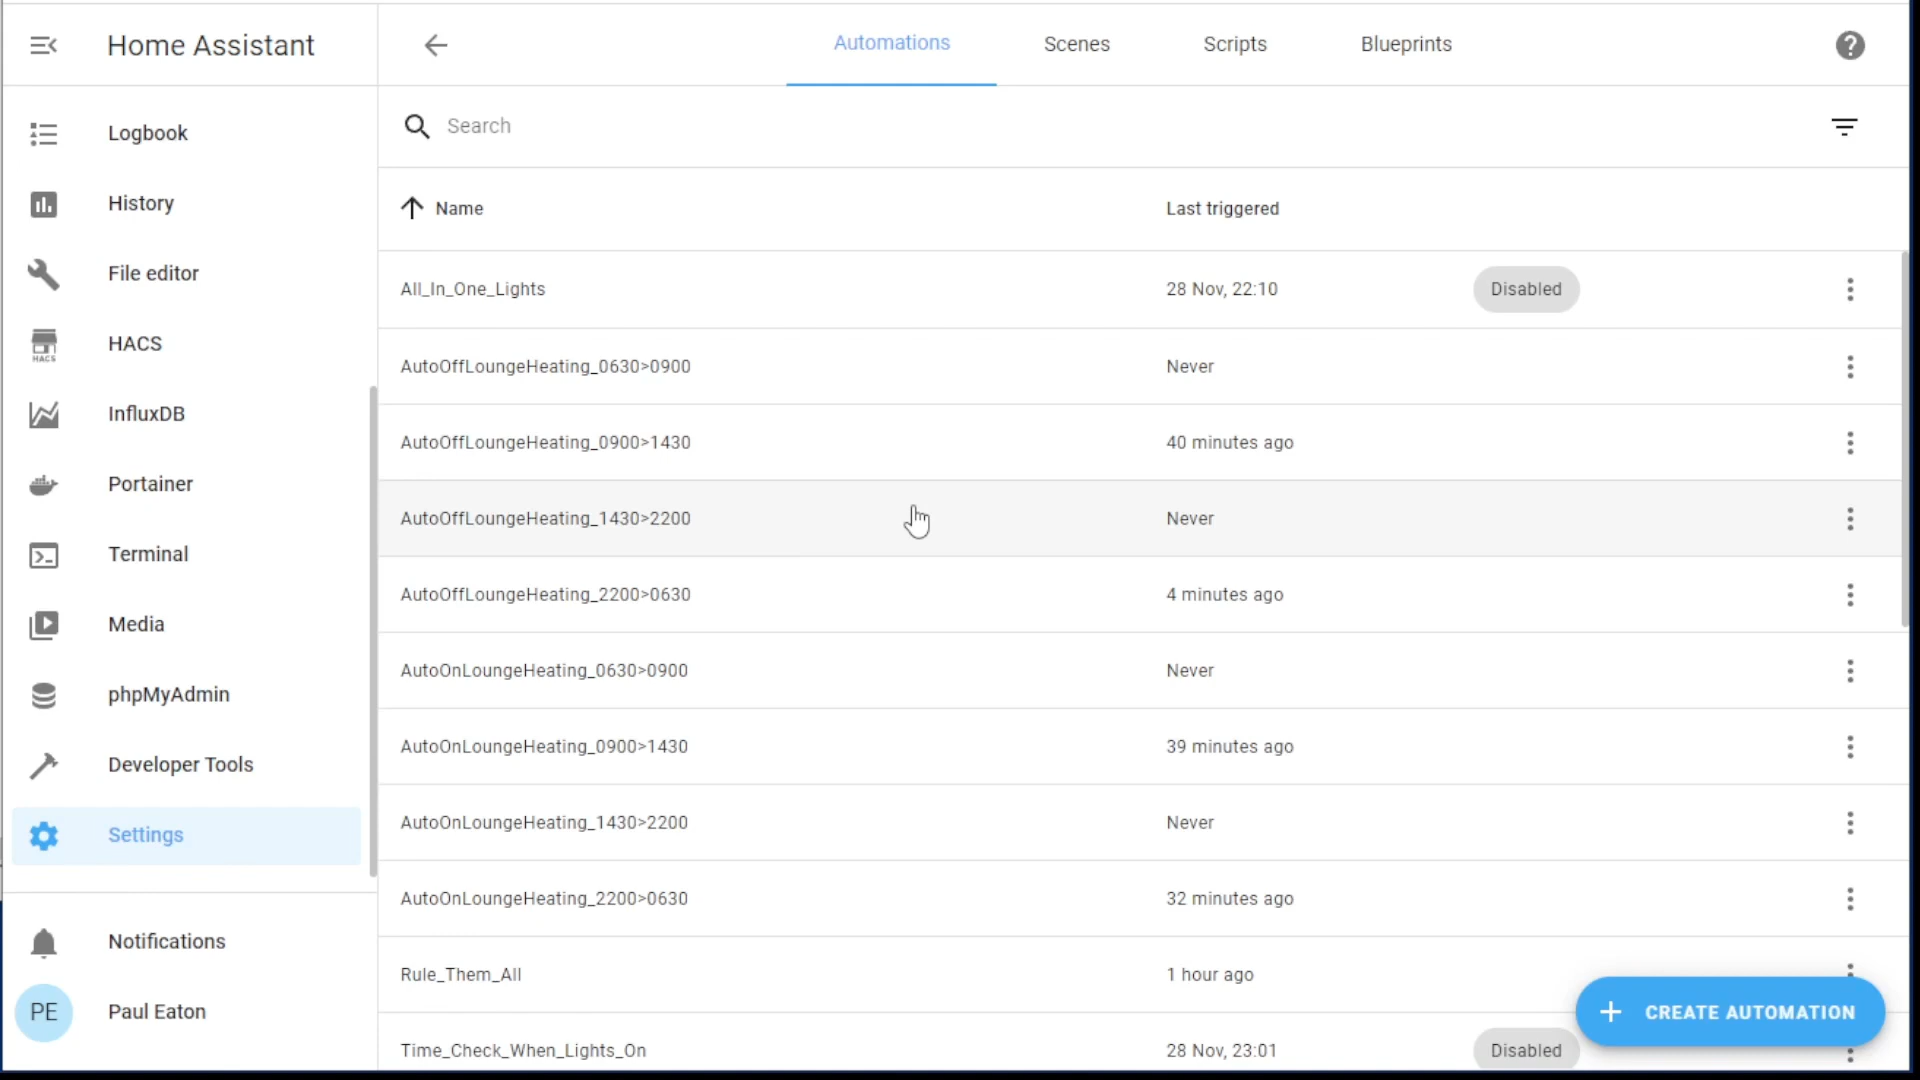 Home Assistant
Automations
Scenes
Scripts
Blueprints
Search
Name
Last triggered
Logbook
History
File editor
HACS
HACS
InfluxDB
Portainer
Terminal
Media
phpMyAdmin
Developer Tools
Settings
Notifications
PE
Paul Eaton
All_In_One_Lights 28 Nov, 22:10 Disabled
AutoOffLoungeHeating_0630>0900 Never
AutoOffLoungeHeating_0900>1430 40 minutes ago
AutoOffLoungeHeating_1430>2200 Never
AutoOffLoungeHeating_2200>0630 4 minutes ago
AutoOnLoungeHeating_0630>0900 Never
AutoOnLoungeHeating_0900>1430 39 minutes ago
AutoOnLoungeHeating_1430>2200 Never
AutoOnLoungeHeating_2200>0630 32 minutes ago
Rule_Them_All 1 hour ago
Time_Check_When_Lights_On 28 Nov, 23:01 Disabled
CREATE AUTOMATION